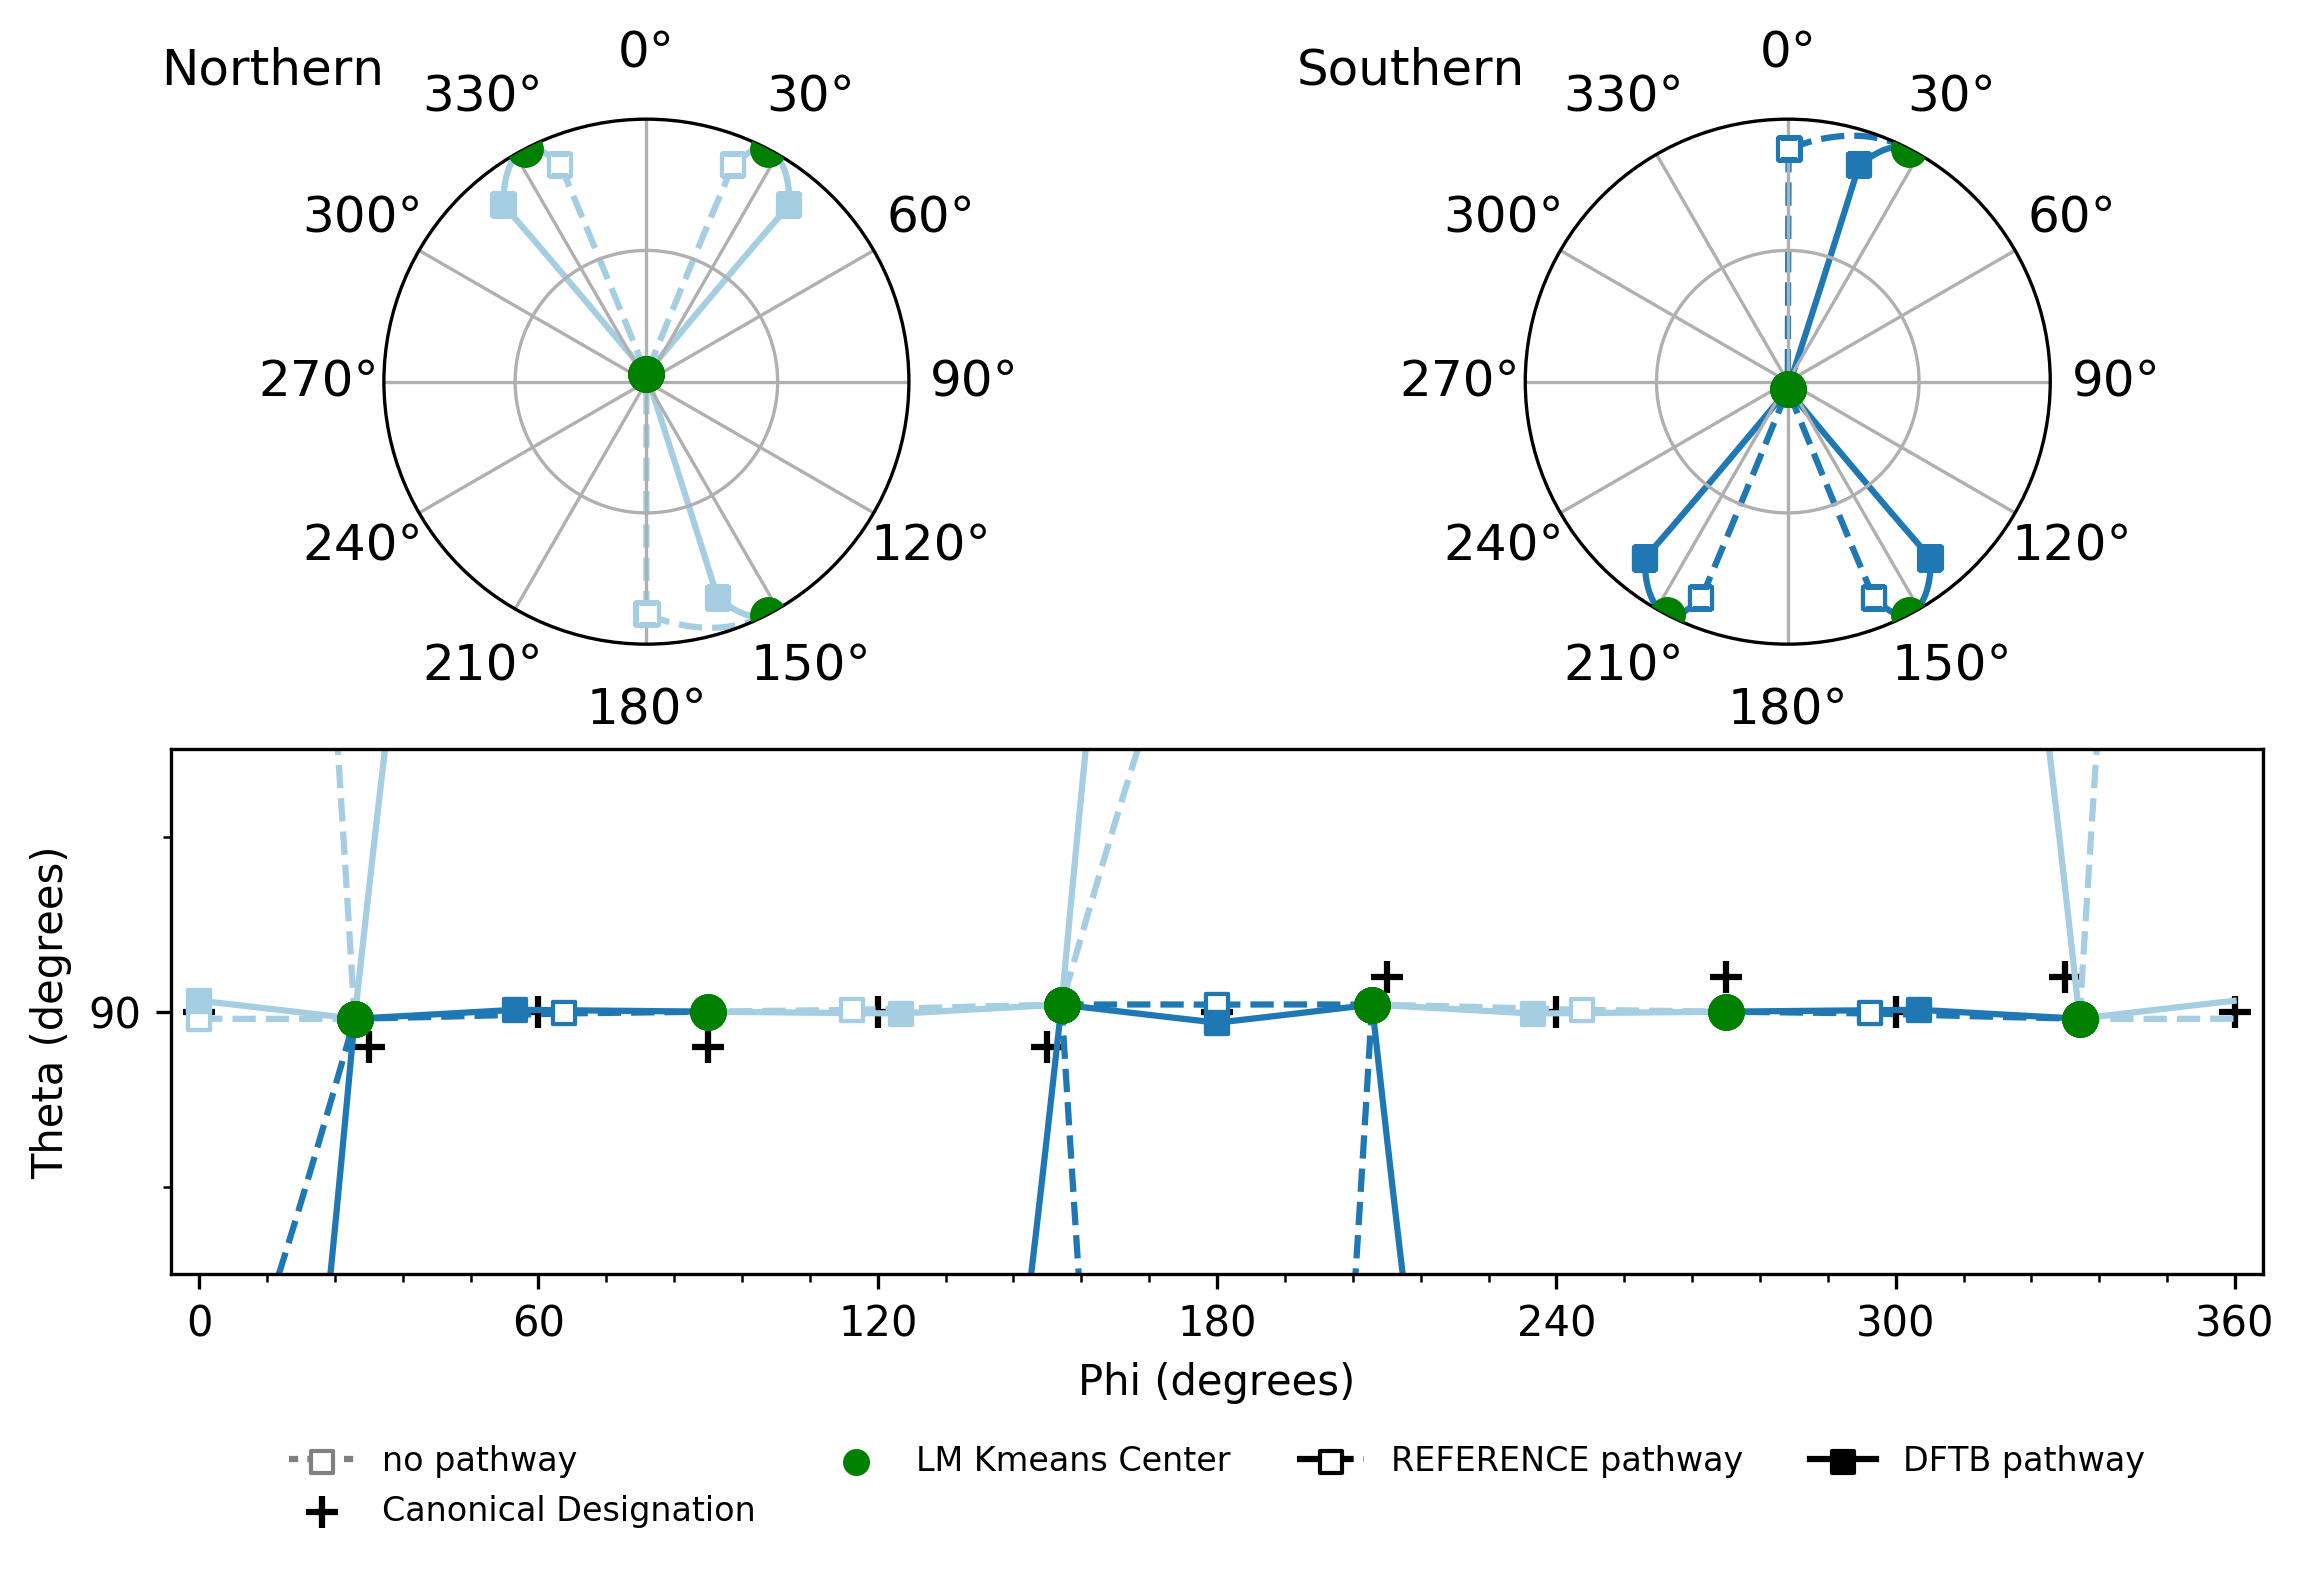 Northern
0°
330°
30°
300°
60°
270°
90°
240°
120°
210°
150°
180°
Southern
0°
330°
30°
300°
60°
270°
90°
240°
120°
210°
150°
180°
Theta (degrees)
90
0 60 120 180 240 300 360
Phi (degrees)
no pathway
Canonical Designation
LM Kmeans Center
REFERENCE pathway
DFTB pathway